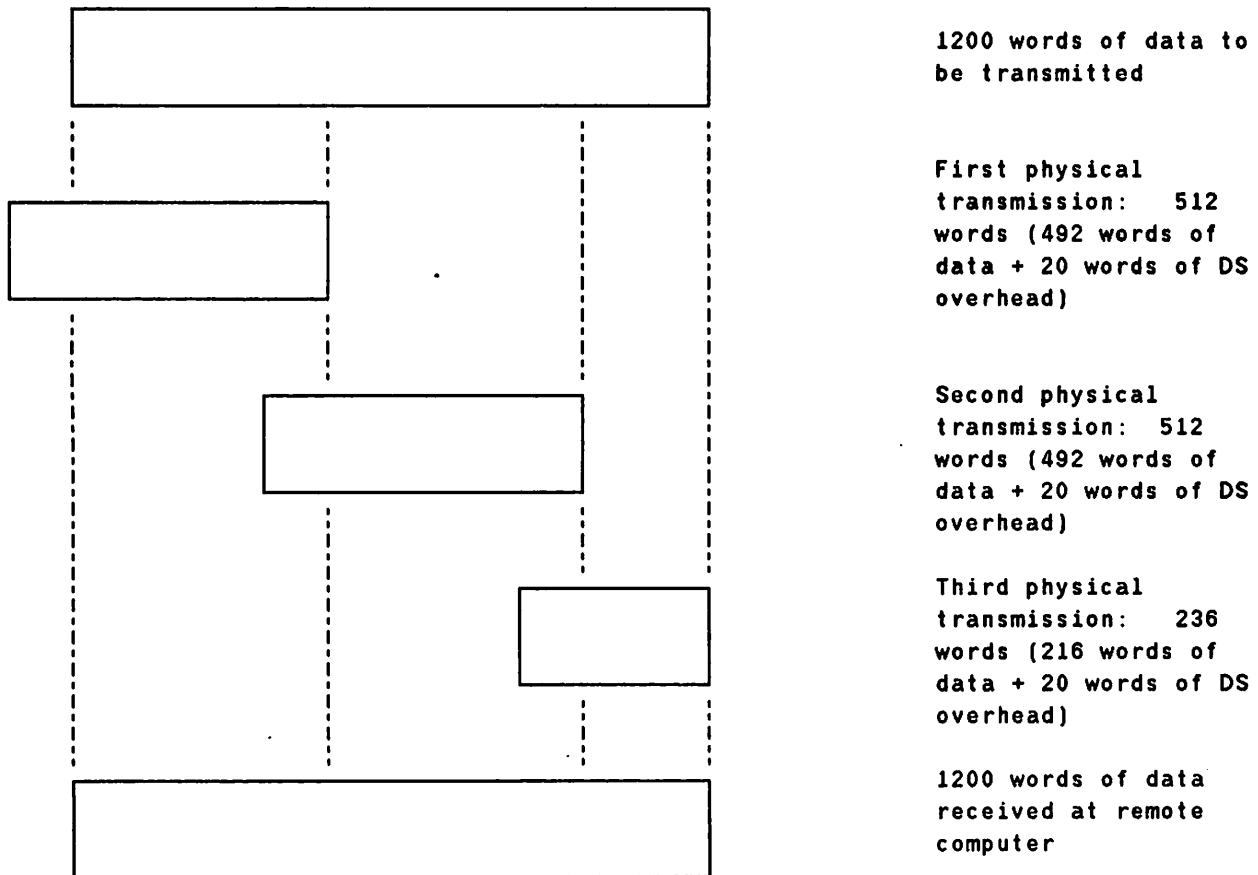 1200 words of data to
be transmitted
First physical
transmission: 512
words (492 words of
data + 20 words of DS
overhead)
Second physical
transmission: 512
words (492 words of
data + 20 words of DS
overhead)
Third physical
transmission: 236
words (216 words of
data + 20 words of DS
overhead)
1200 words of data
received at remote
computer